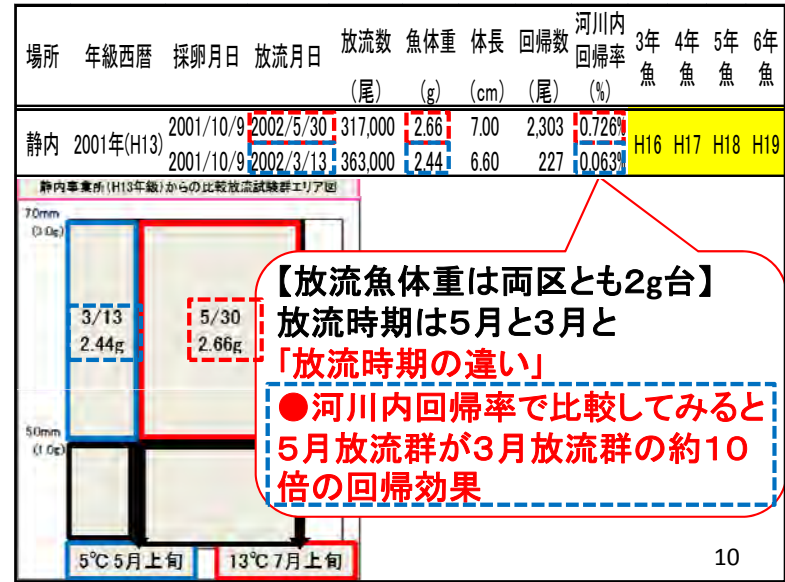 場所 年級西暦 採卵月日 放流月日 放流数 (尾) 魚体重 (g) 体長 (cm) 回帰数 (尾) 河川内回帰率 (%) 3年魚 4年魚 5年魚 6年魚
静内 2001年(H13) 2001/10/9 2002/5/30 317,000 2.66 7.00 2,303 0.726% H16 H17 H18 H19
2001/10/9 2002/3/13 363,000 2.44 6.60 227 0.063%
静内事業所(H13年級)からの比較放流試験群エリア図
70mm
(3.0g)
3/13
2.44g
5/30
2.66g
50mm
(1.0g)
5℃ 5月上旬
13℃ 7月上旬
【放流魚体重は両区とも2g台】
放流時期は5月と3月と
「放流時期の違い」
●河川内回帰率で比較してみると
5月放流群が3月放流群の約10
倍の回帰効果
10